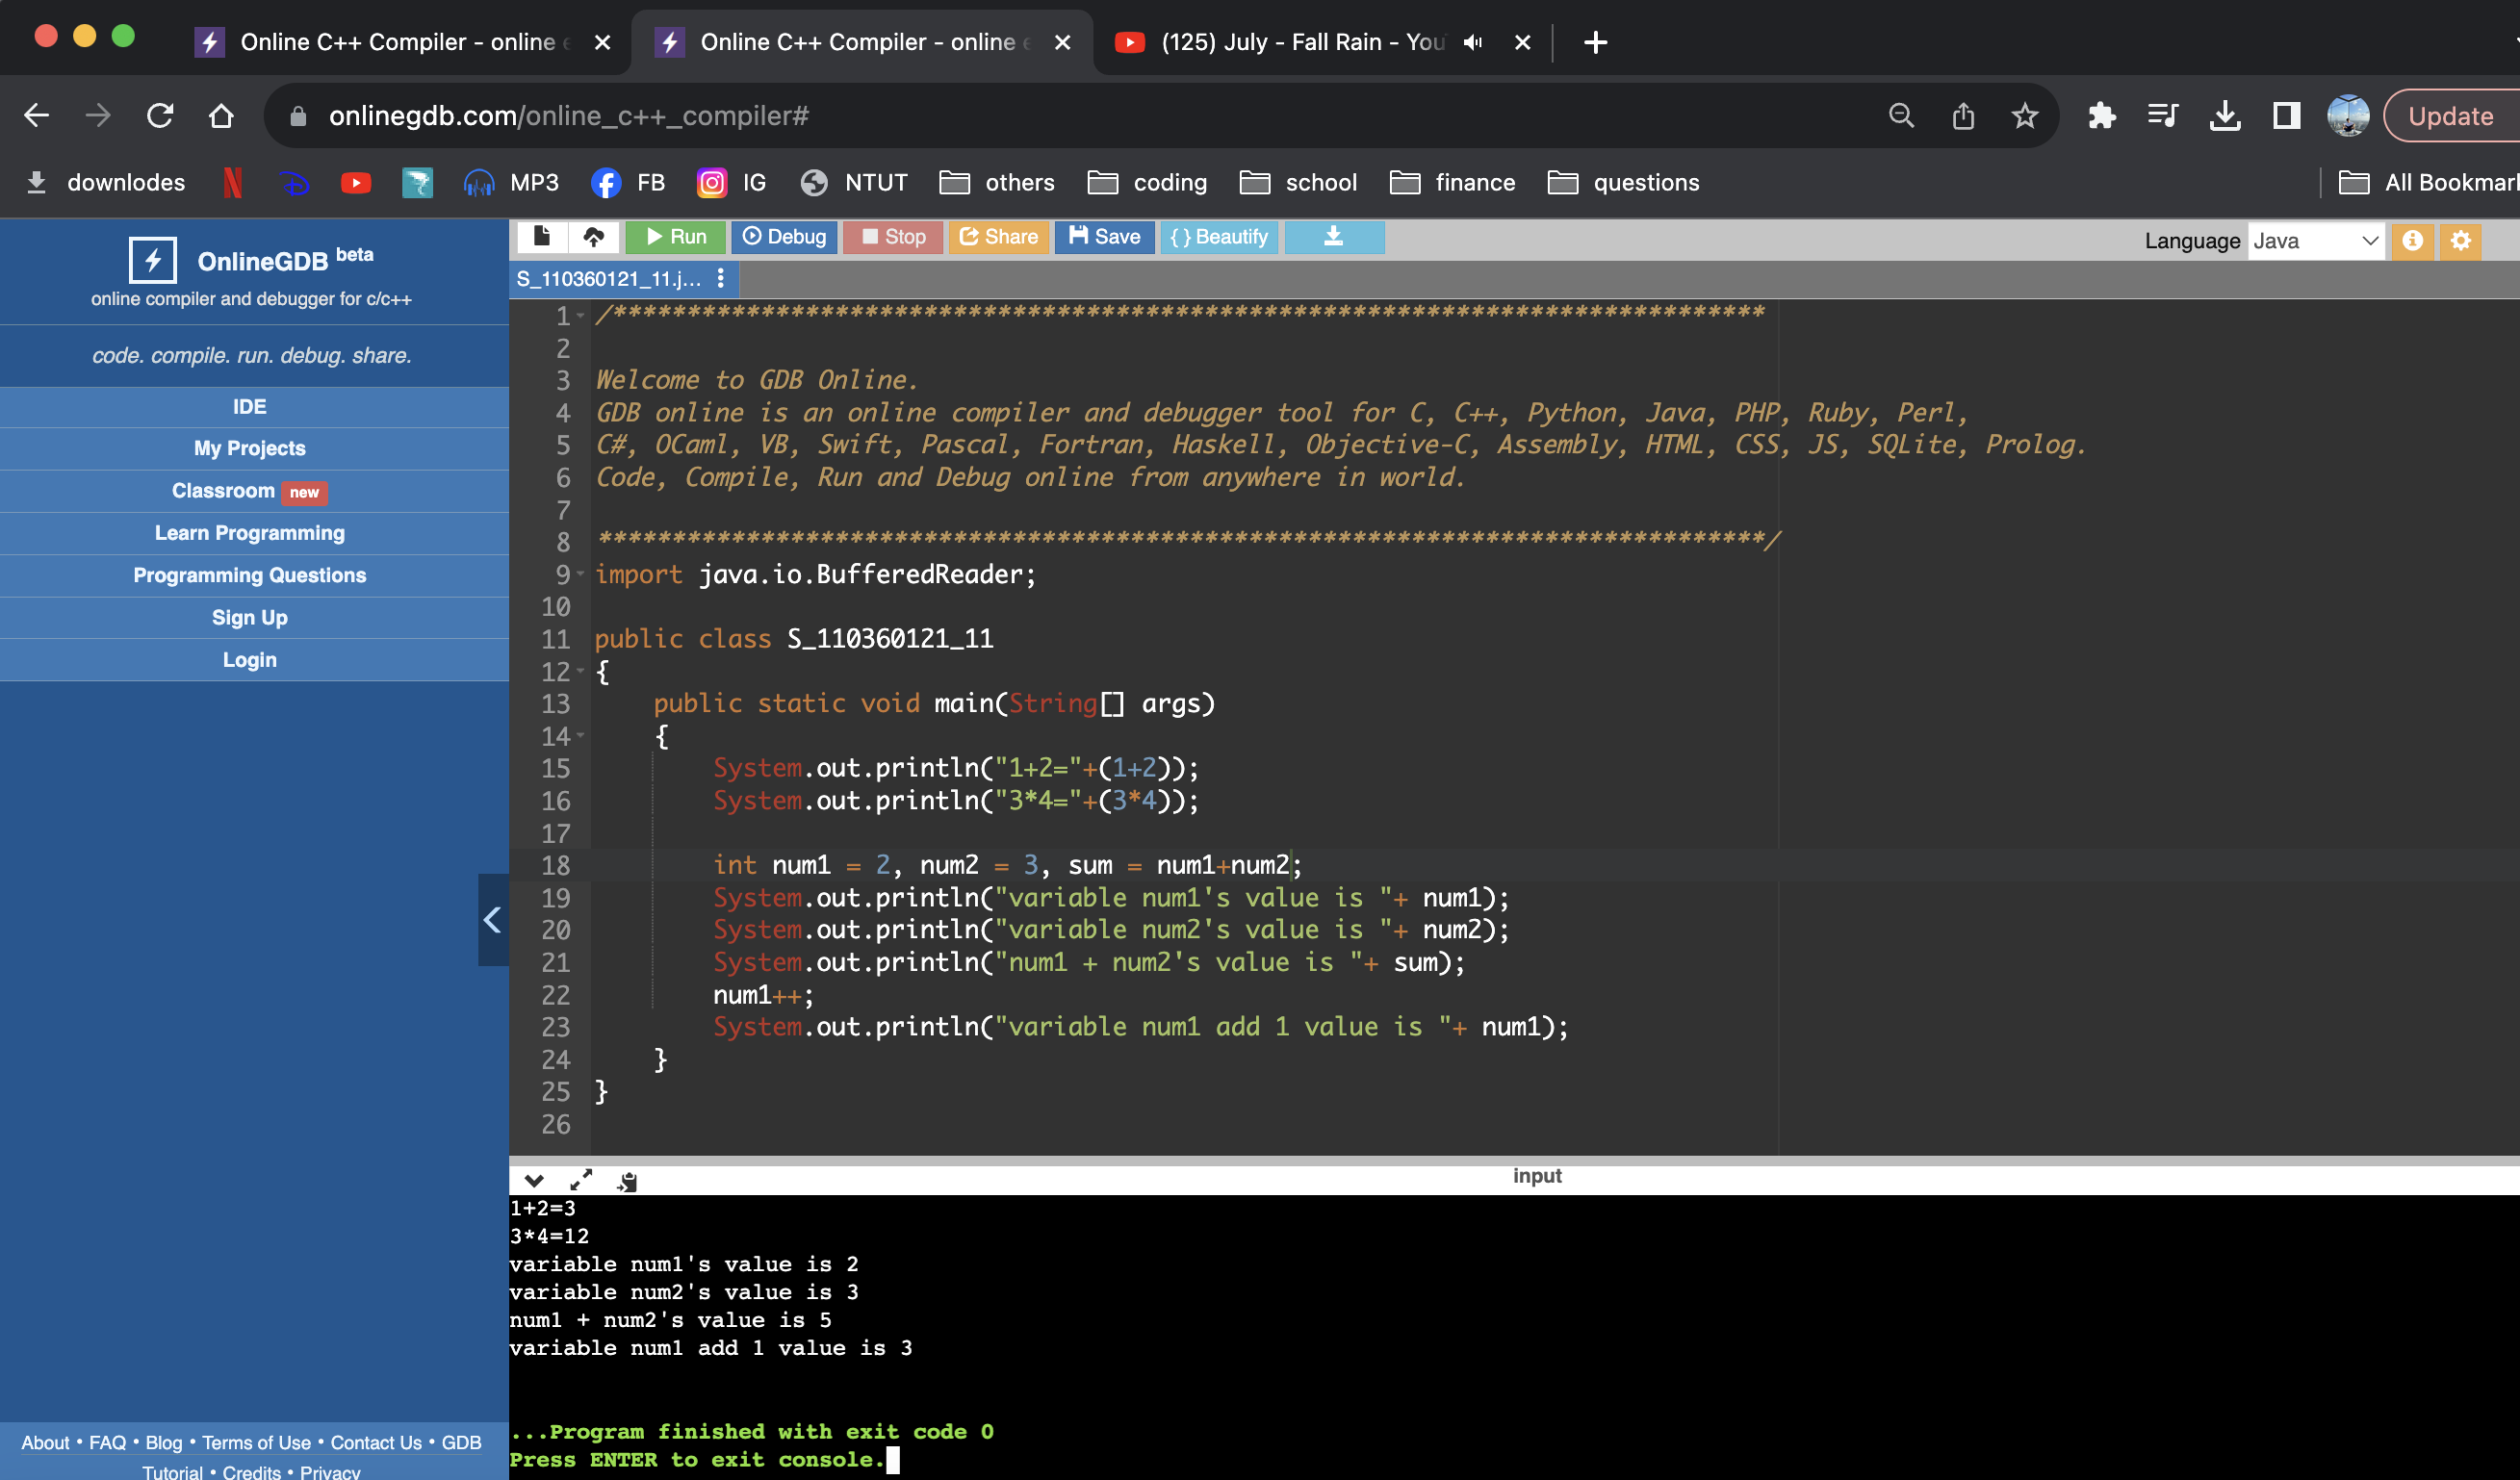 Online C++ Compiler - online e
Online C++ Compiler - online e
(125) July - Fall Rain - You
onlinegdb.com/online_c++_compiler#
Update
downlodes
MP3
FB
IG
NTUT
others
coding
school
finance
questions
All Bookmar
OnlineGDB beta
online compiler and debugger for c/c++
code. compile. run. debug. share.
IDE
My Projects
Classroom new
Learn Programming
Programming Questions
Sign Up
Login
About • FAQ • Blog • Terms of Use • Contact Us • GDB
Tutorial • Credits • Privacy
Run
Debug
Stop
Share
Save
{ } Beautify
Language Java
S_110360121_11.j...
1 /******************************************************************************
2
3 Welcome to GDB Online.
4 GDB online is an online compiler and debugger tool for C, C++, Python, Java, PHP, Ruby, Perl,
5 C#, OCaml, VB, Swift, Pascal, Fortran, Haskell, Objective-C, Assembly, HTML, CSS, JS, SQLite, Prolog.
6 Code, Compile, Run and Debug online from anywhere in world.
7
8 *******************************************************************************/
9 import java.io.BufferedReader;
10
11 public class S_110360121_11
12 {
13 public static void main(String[] args)
14 {
15 System.out.println("1+2="+(1+2));
16 System.out.println("3*4="+(3*4));
17
18 int num1 = 2, num2 = 3, sum = num1+num2;
19 System.out.println("variable num1's value is "+ num1);
20 System.out.println("variable num2's value is "+ num2);
21 System.out.println("num1 + num2's value is "+ sum);
22 num1++;
23 System.out.println("variable num1 add 1 value is "+ num1);
24 }
25 }
26
input
1+2=3
3*4=12
variable num1's value is 2
variable num2's value is 3
num1 + num2's value is 5
variable num1 add 1 value is 3
...Program finished with exit code 0
Press ENTER to exit console.